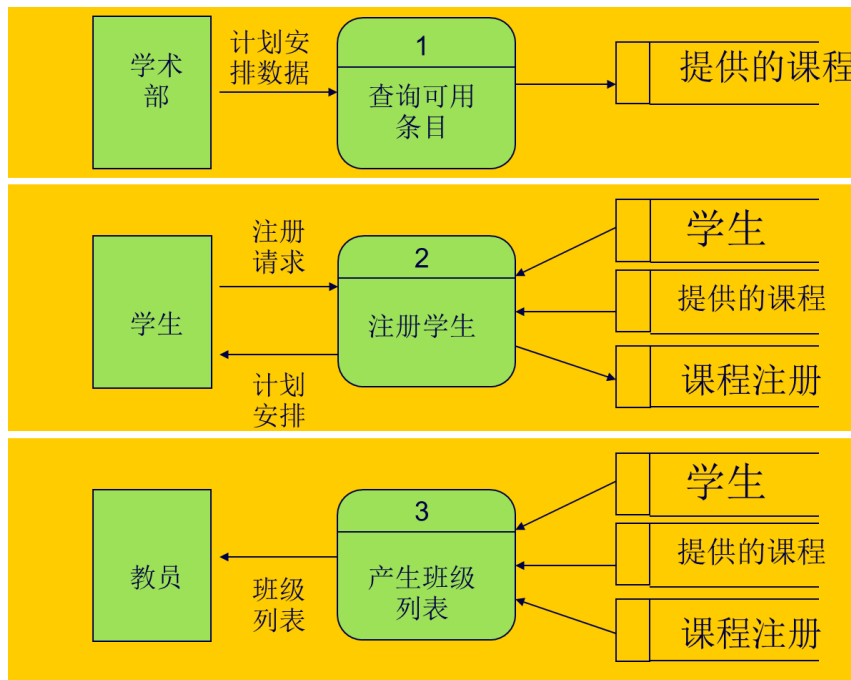 学术
部
计划安
排数据
1
查询可用
条目
提供的课程
学生
注册
请求
计划
安排
2
注册学生
学生
提供的课程
课程注册
教员
班级
列表
3
产生班级
列表
学生
提供的课程
课程注册